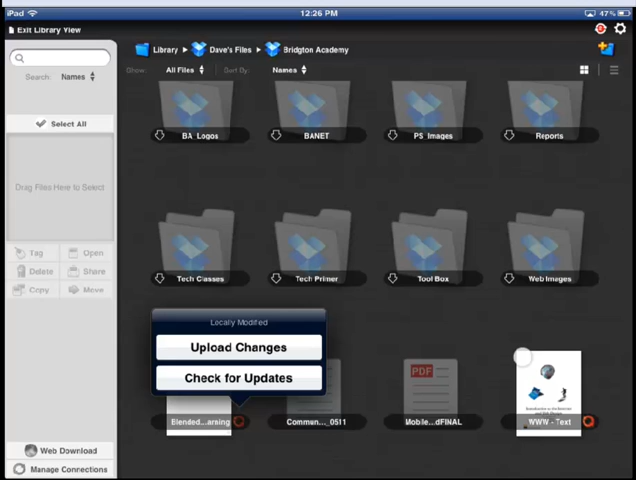 iPad 12:26 PM 47%
Exit Library View
Library Dave's Files Bridgton Academy
Search: Names
Show: All Files Sort By: Names
Select All
BA_Logos BANET PS_Images Reports
Drag Files Here to Select
Tag Open
Delete Share
Copy Move
Tech Classes Tech Primer Tool Box Web Images
Locally Modified
Upload Changes
Check for Updates
PDF
Blended...arsing Commun..._0511 Mobile...dFINAL WWW - Text
Web Download
Manage Connections